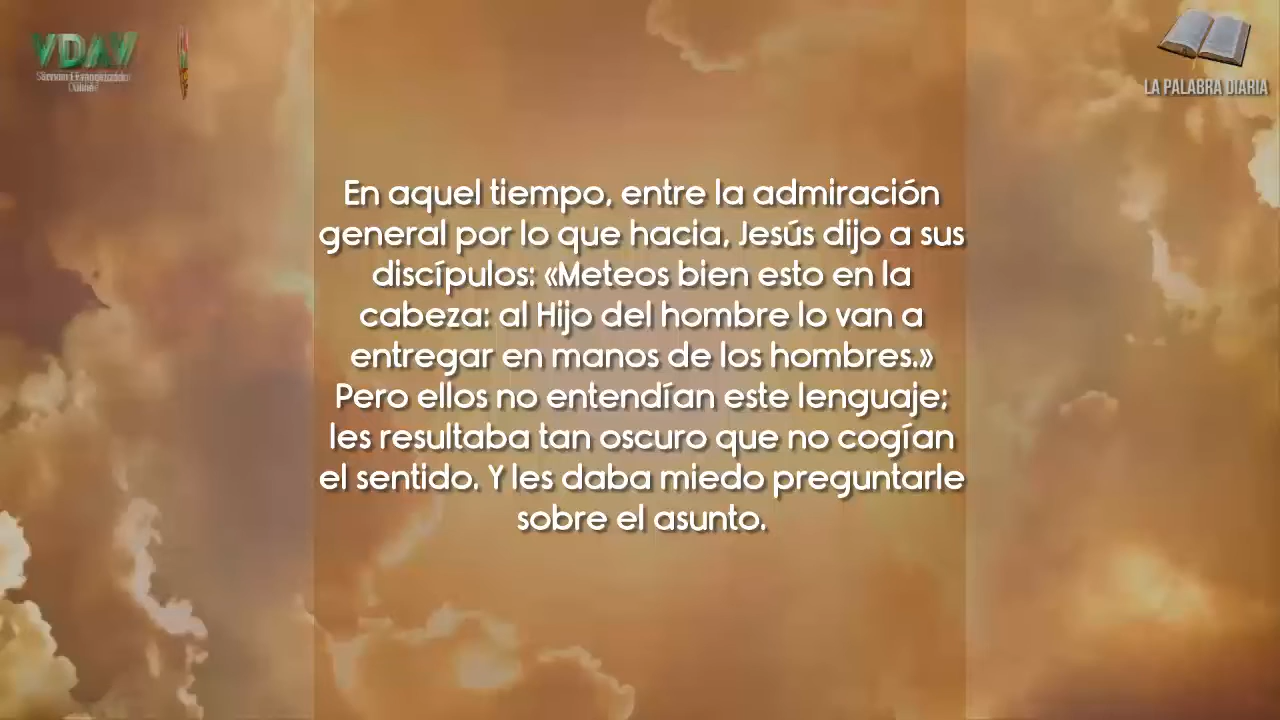 VDAV
LA PALABRA DIARIA
En aquel tiempo, entre la admiración
general por lo que hacia, Jesús dijo a sus
discípulos: «Meteos bien esto en la
cabeza: al Hijo del hombre lo van a
entregar en manos de los hombres.»
Pero ellos no entendían este lenguaje;
les resultaba tan oscuro que no cogían
el sentido. Y les daba miedo preguntarle
sobre el asunto.